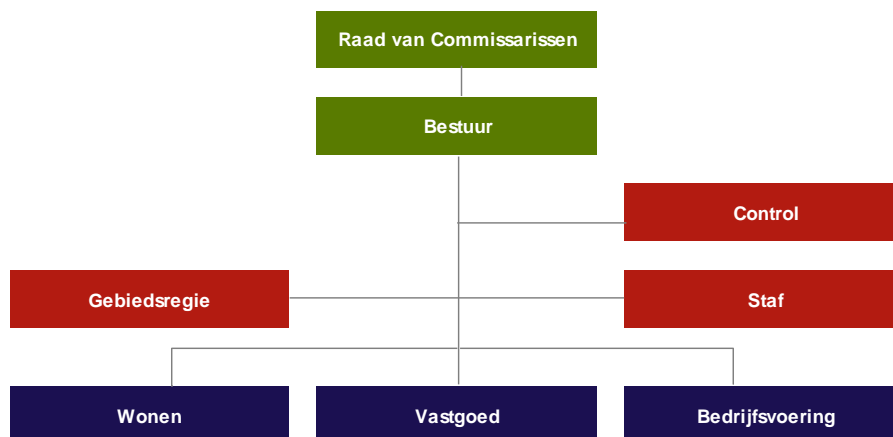 Raad van Commissarissen
Bestuur
Control
Gebiedsregie
Staf
Wonen
Vastgoed
Bedrijfsvoering